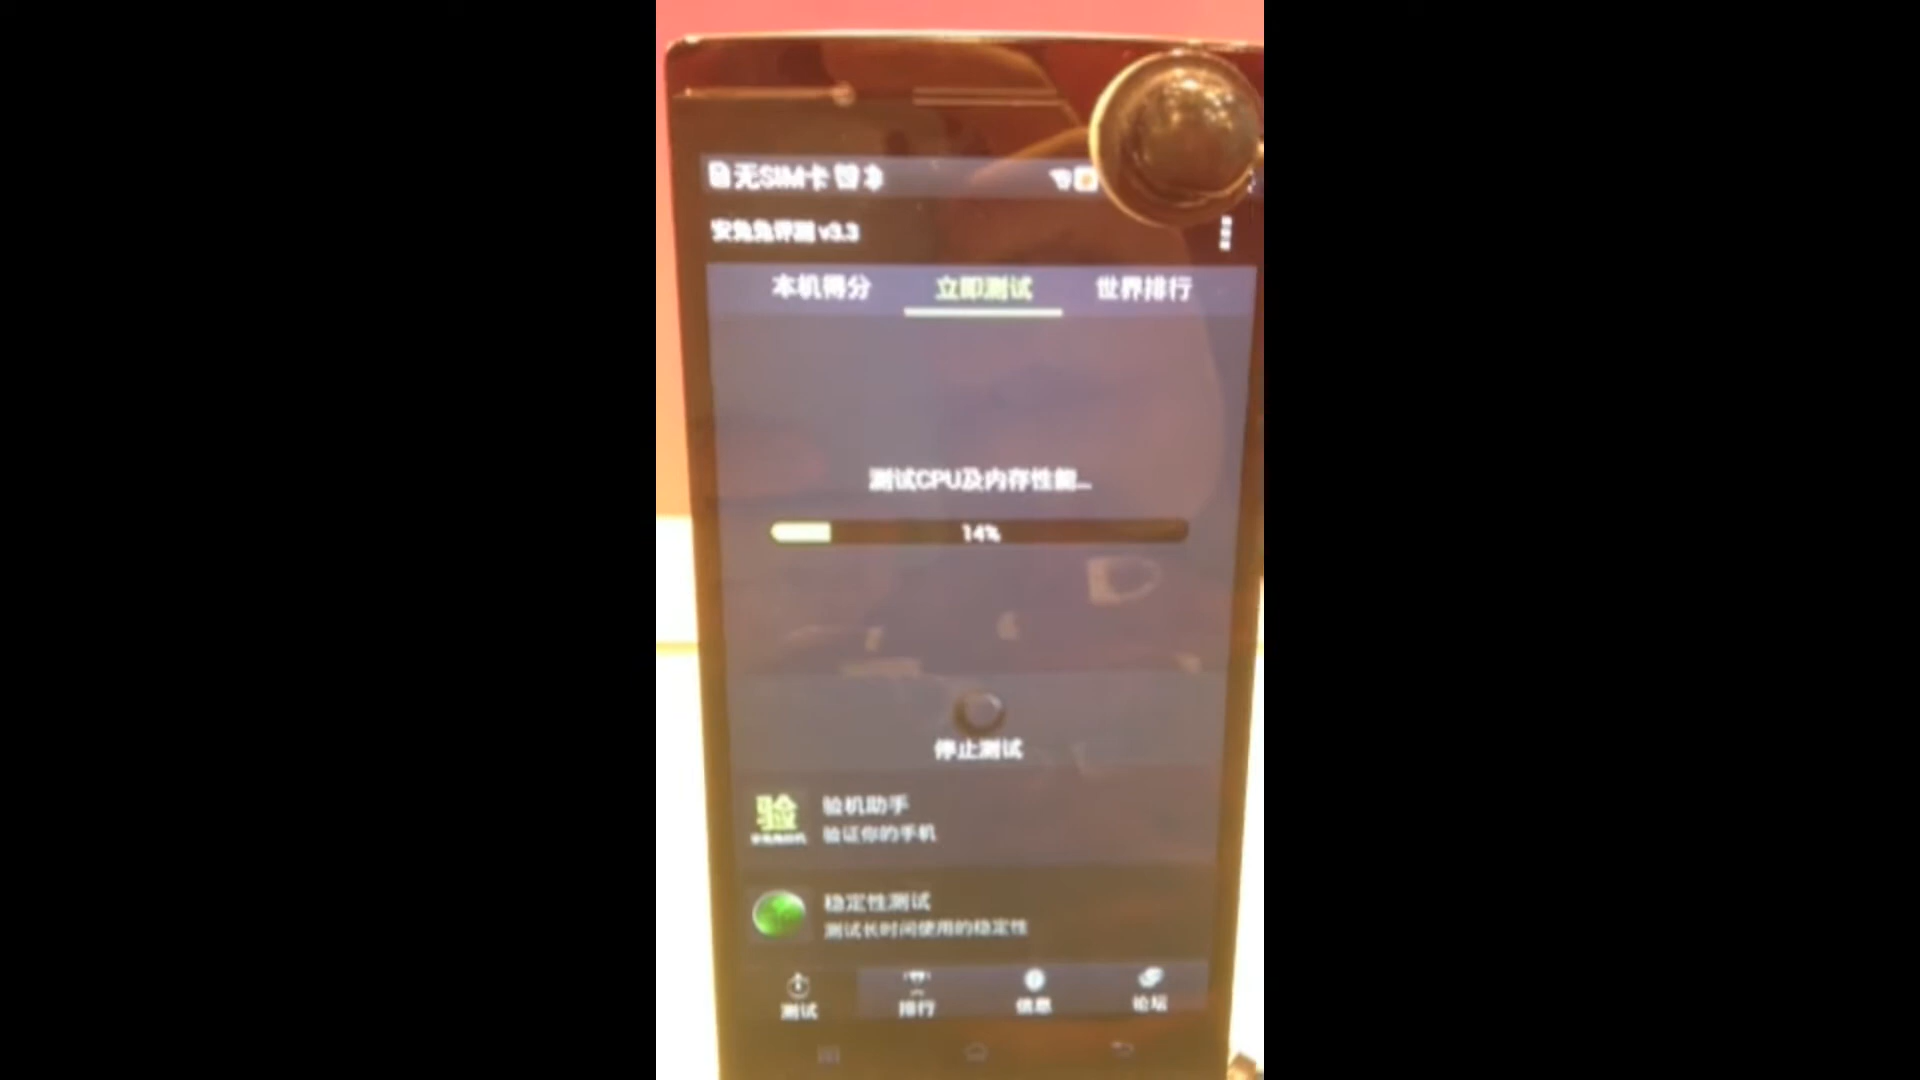 无SIM卡
安兔兔评测 v3.3
本机得分 立即测试 世界排行
测试CPU及内存性能...
14%
停止测试
验
验机助手
验证你的手机
稳定性测试
测试长时间使用的稳定性
测试 排行 信息 论坛